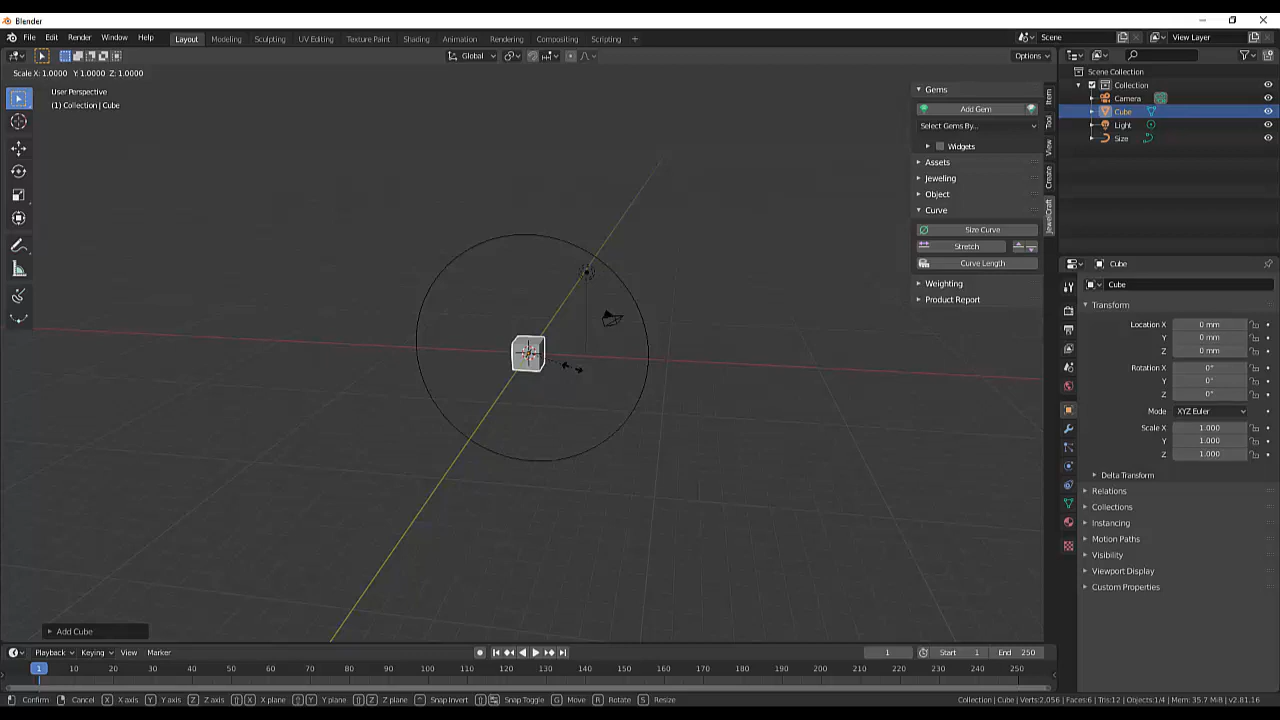 Blender
File Edit Render Window Help Layout Modeling Sculpting UV Editing Texture Paint Shading Animation Rendering Compositing Scripting + Scene View Layer
Global Options
Scale X: 1.0000 Y: 1.0000 Z: 1.0000
User Perspective
(1) Collection | Cube
Gems
Add Gem
Select Gems By...
Widgets
Assets
Jeweling
Object
Curve
Size Curve
Stretch
Curve Length
Weighting
Product Report
Item
Tool
View
Create
JewelCraft
Scene Collection
Collection
Camera
Cube
Light
Size
Cube
Cube
Transform
Location X 0 mm
Y 0 mm
Z 0 mm
Rotation X 0°
Y 0°
Z 0°
Mode XYZ Euler
Scale X 1.000
Y 1.000
Z 1.000
Delta Transform
Relations
Collections
Instancing
Motion Paths
Visibility
Viewport Display
Custom Properties
Add Cube
Playback Keying View Marker 1 Start 1 End 250
1 10 20 30 40 50 60 70 80 90 100 110 120 130 140 150 160 170 180 190 200 210 220 230 240 250
Confirm Cancel X X axis Y Y axis Z Z axis X X plane Y Y plane Z Z plane Snap Invert Snap Toggle G Move R Rotate S Resize Collection | Cube | Verts:2,056 | Faces:6 | Tris:12 | Objects:1/4 | Mem: 35.7 MiB | v2.81.16